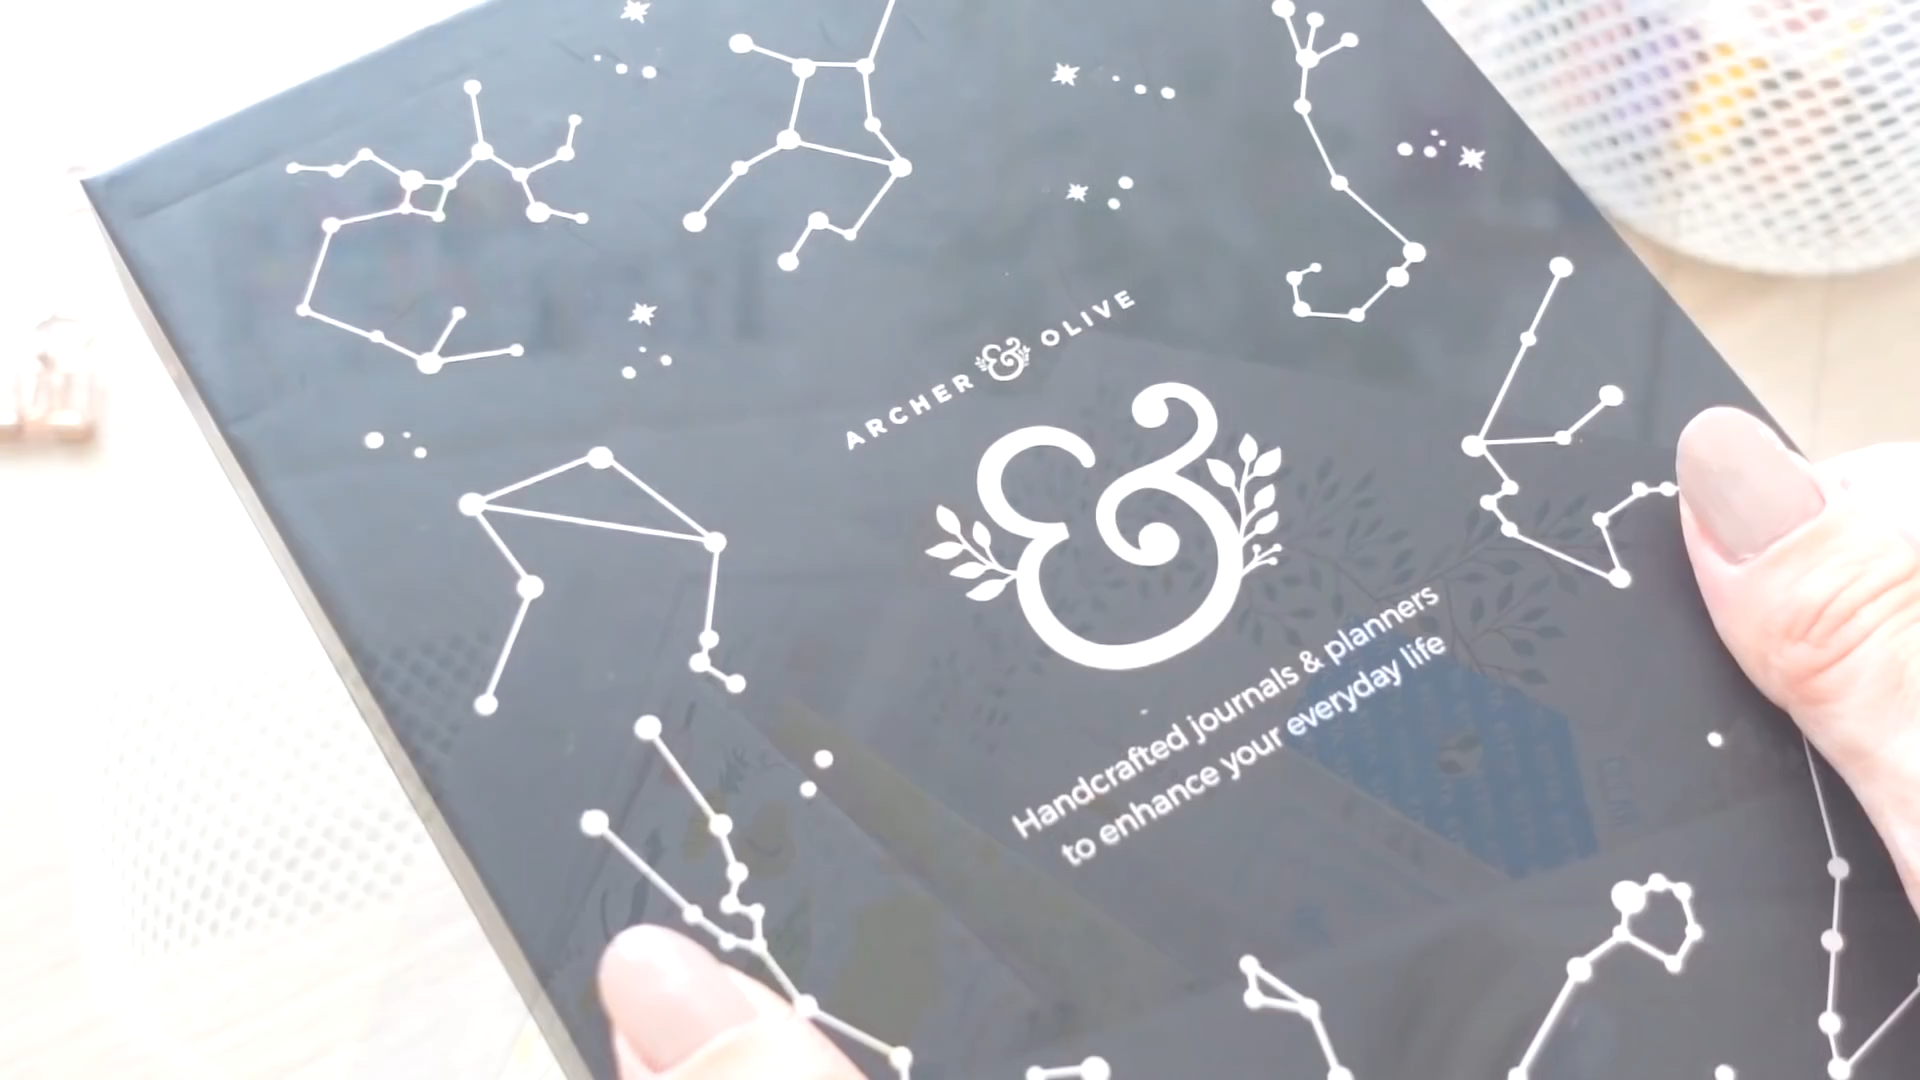 ARCHER & OLIVE
&
Handcrafted journals & planners
to enhance your everyday life